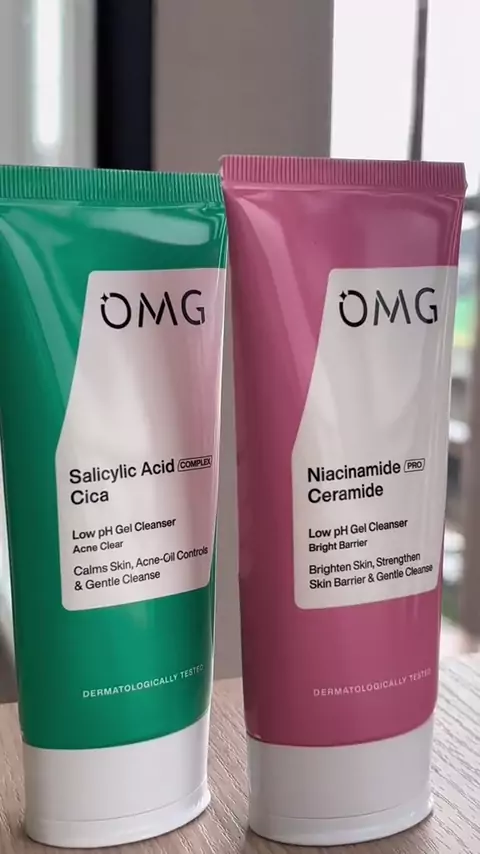 OMG
Salicylic Acid COMPLEX
Cica
Low pH Gel Cleanser
Acne Clear
Calms Skin, Acne-Oil Controls
& Gentle Cleanse
DERMATOLOGICALLY TESTED
OMG
Niacinamide PRO
Ceramide
Low pH Gel Cleanser
Bright Barrier
Brighten Skin, Strengthen
Skin Barrier & Gentle Cleanse
DERMATOLOGICALLY TESTED